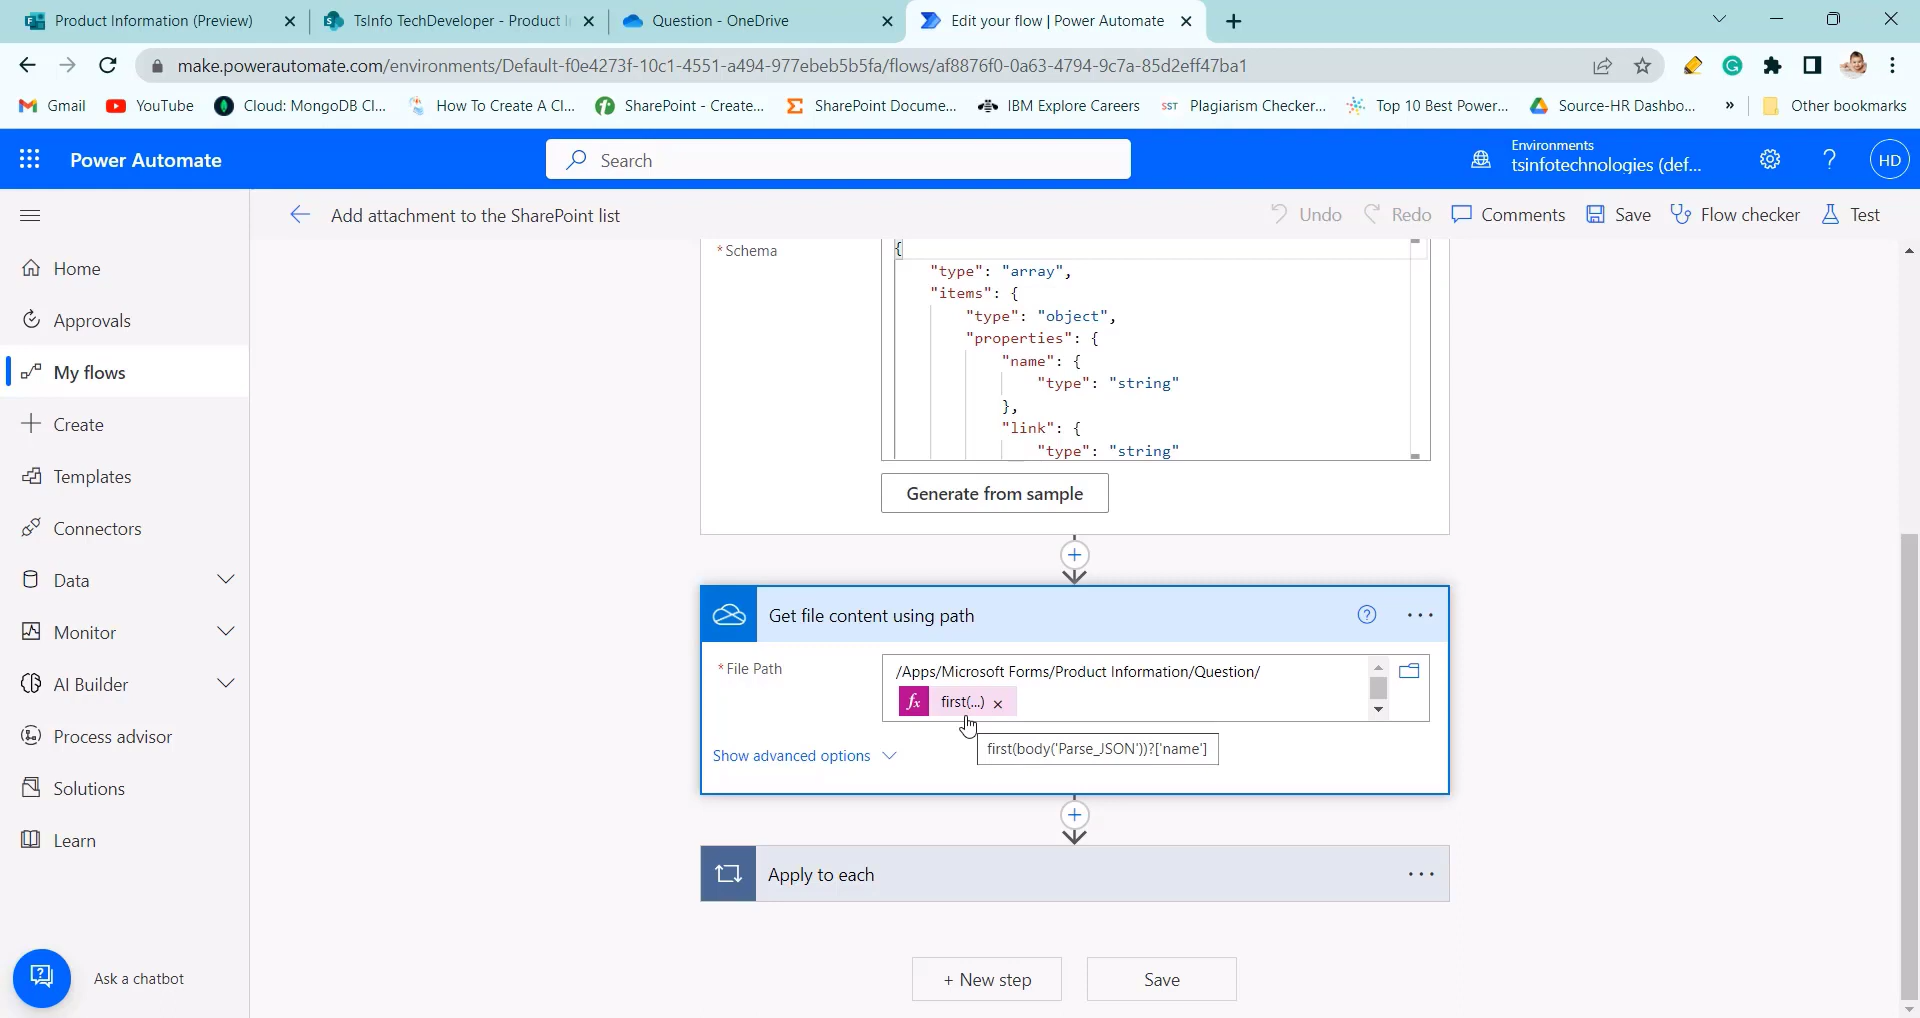 Product Information (Preview)
TsInfo TechDeveloper - Product I
Question - OneDrive
Edit your flow | Power Automate
make.powerautomate.com/environments/Default-f0e4273f-10c1-4551-a494-977ebeb5b5fa/flows/af8876f0-0a63-4794-9c7a-85d2eff47ba1
Gmail
YouTube
Cloud: MongoDB Cl...
How To Create A Cl...
SharePoint - Create...
SharePoint Docume...
SST
IBM Explore Careers
Plagiarism Checker...
Top 10 Best Power...
Source-HR Dashbo...
»
Other bookmarks
Power Automate
Search
Environments
tsinfotechnologies (def...
HD
Add attachment to the SharePoint list
Undo
Redo
Comments
Save
Flow checker
Test
Home
Approvals
My flows
Create
Templates
Connectors
Data
Monitor
AI Builder
Process advisor
Solutions
Learn
Ask a chatbot
* Schema
{
"type": "array",
"items": {
"type": "object",
"properties": {
"name": {
"type": "string"
},
"link": {
"type": "string"
Generate from sample
Get file content using path
* File Path
/Apps/Microsoft Forms/Product Information/Question/
fx first(...) ×
first(body('Parse_JSON'))?['name']
Show advanced options
Apply to each
+ New step
Save